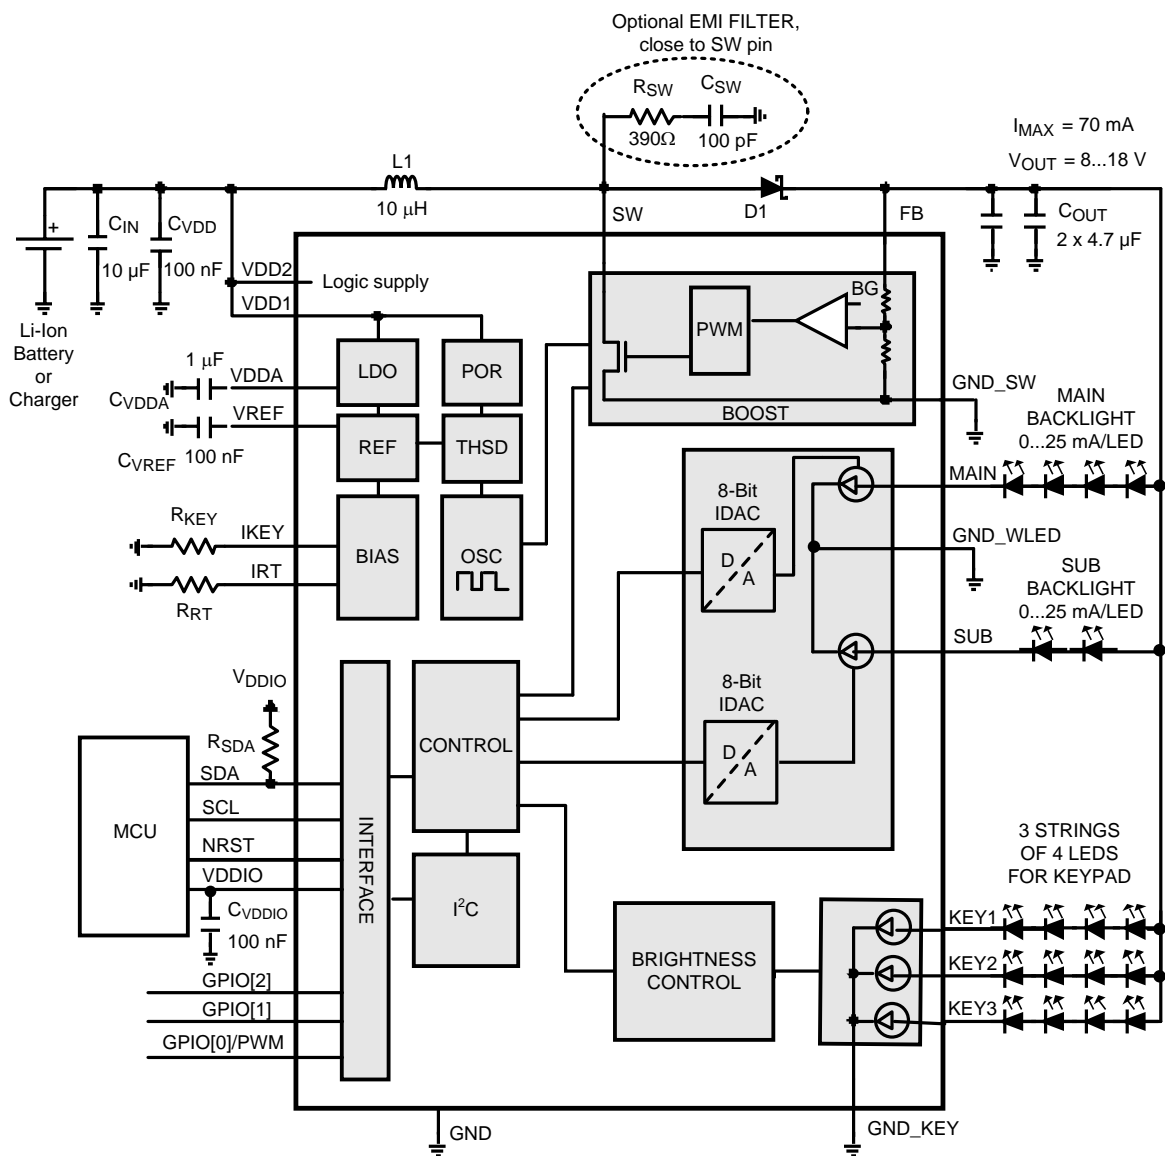 Optional EMI FILTER,
close to SW pin
RSW
CSW
390Ω
100 pF
IMAX = 70 mA
VOUT = 8...18 V
L1
10 µH
SW
D1
FB
COUT
2 x 4.7 µF
+
CIN
10 µF
CVDD
100 nF
Li-Ion
Battery
or
Charger
VDD2
Logic supply
VDD1
1 µF
VDDA
CVDDA
VREF
CVREF
100 nF
LDO
POR
REF
THSD
BIAS
OSC
RKEY
IKEY
IRT
RRT
BG
PWM
BOOST
GND_SW
MAIN
BACKLIGHT
0...25 mA/LED
MAIN
8-Bit
IDAC
D
A
GND_WLED
SUB
BACKLIGHT
0...25 mA/LED
SUB
8-Bit
IDAC
D
A
VDDIO
RSDA
MCU
SDA
SCL
NRST
VDDIO
CVDDIO
100 nF
INTERFACE
CONTROL
I²C
GPIO[2]
GPIO[1]
GPIO[0]/PWM
BRIGHTNESS
CONTROL
3 STRINGS
OF 4 LEDS
FOR KEYPAD
KEY1
KEY2
KEY3
GND
GND_KEY